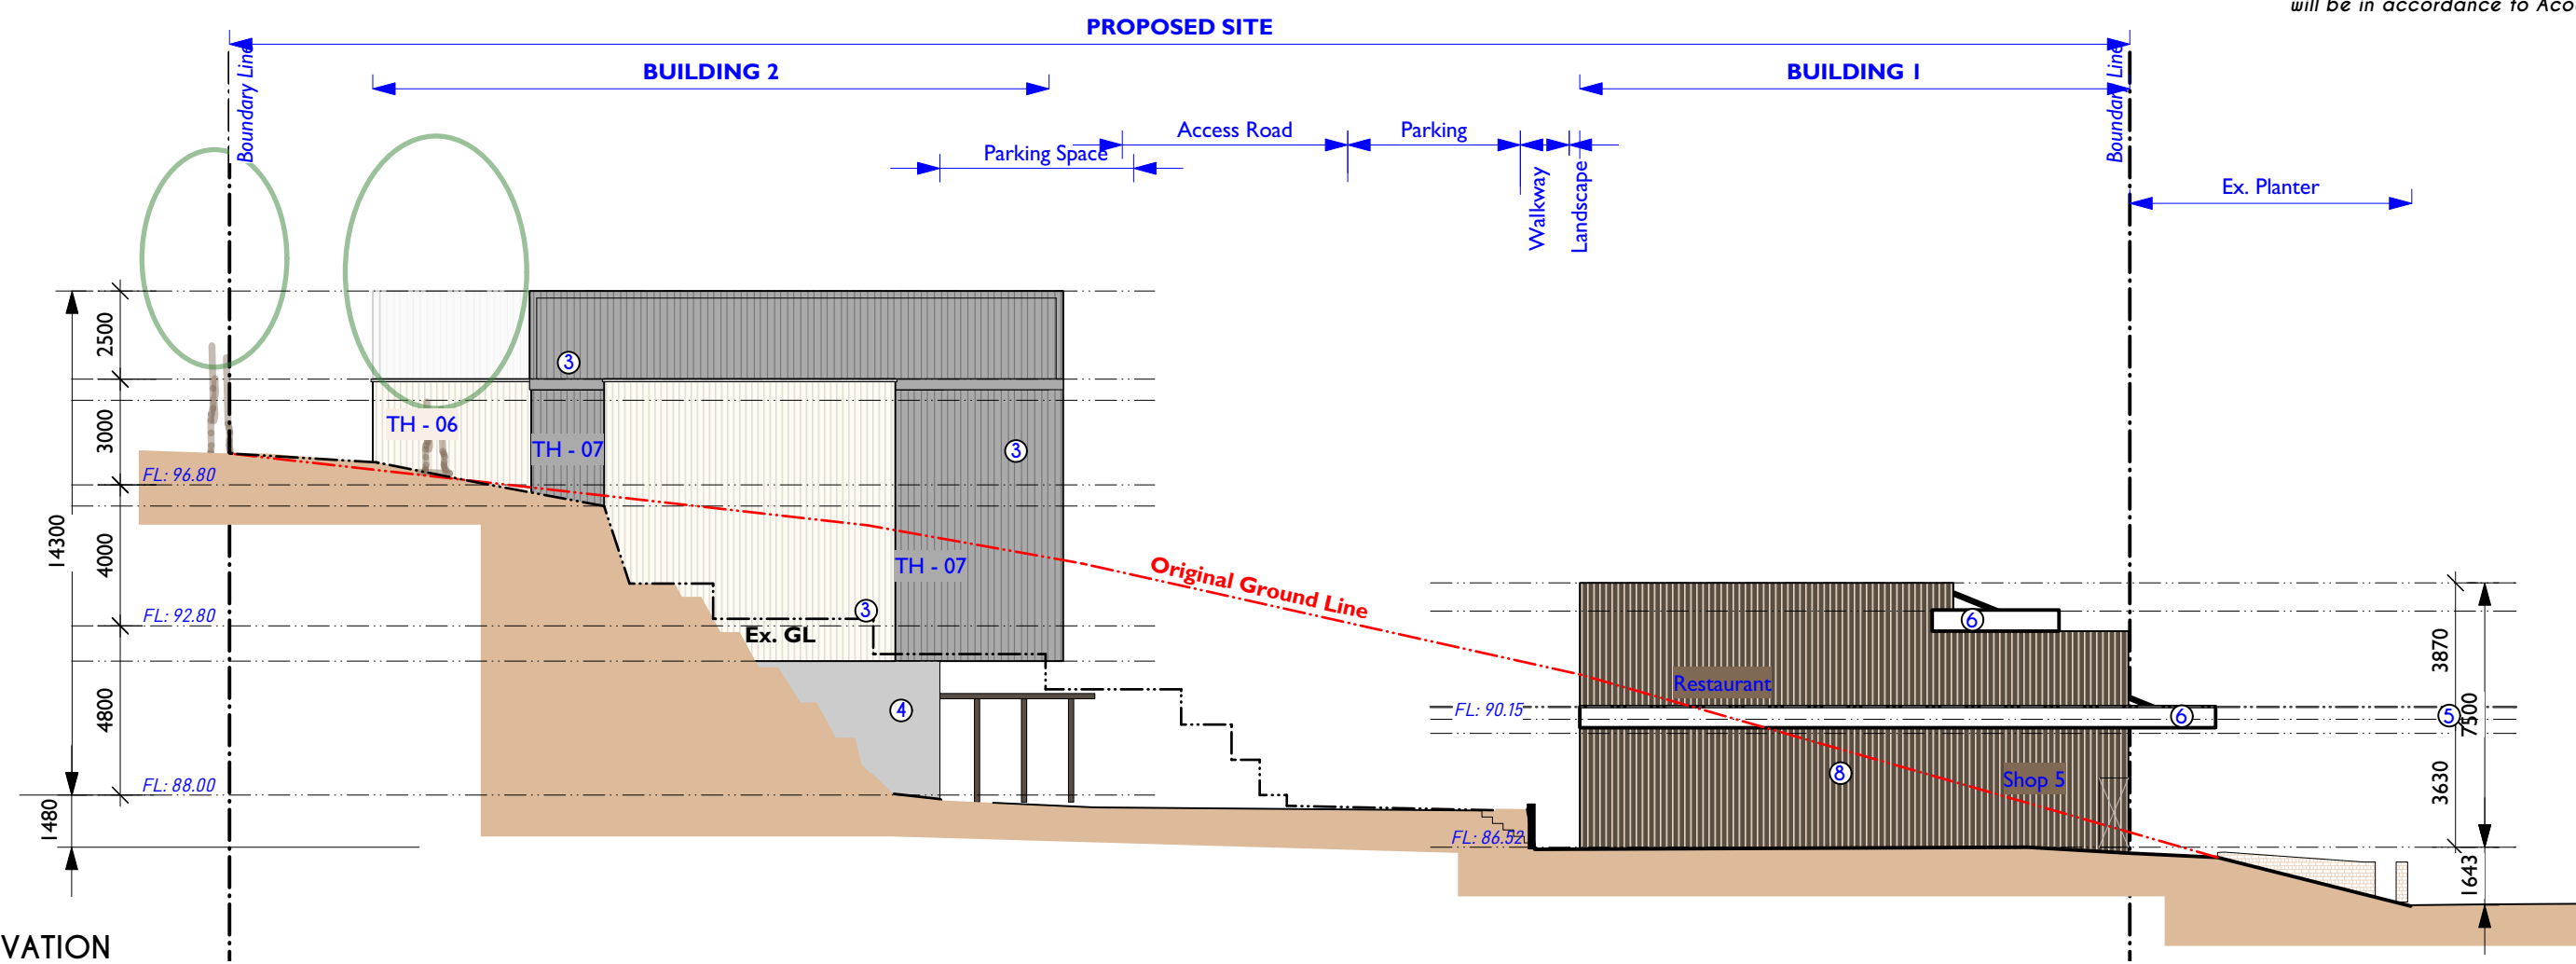 will be in accordance to Aco
PROPOSED SITE
BUILDING 2
BUILDING 1
Boundary Line
Boundary Line
Access Road
Parking
Parking Space
Walkway
Landscape
Ex. Planter
2500
3000
4000
4800
14300
1480
3
TH - 06
TH - 07
3
FL: 96.80
TH - 07
Original Ground Line
FL: 92.80
3
Ex. GL
6
3870
Restaurant
4
FL: 90.15
6
5
7500
8
Shop 5
3630
FL: 88.00
FL: 86.52
1643
VATION